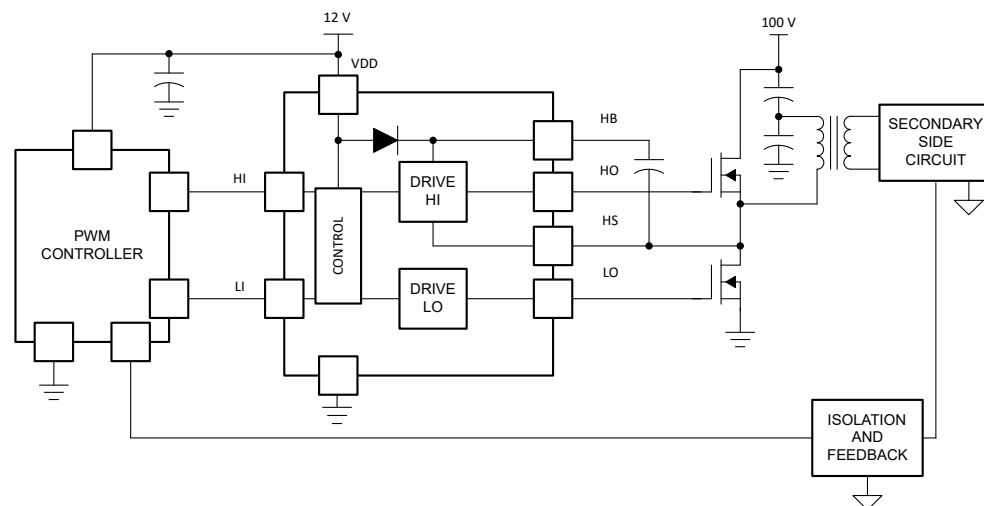 12 V
100 V
VDD
HB
HI
HO
DRIVE
HI
HS
PWM
CONTROLLER
CONTROL
LI
LO
DRIVE
LO
SECONDARY
SIDE
CIRCUIT
ISOLATION
AND
FEEDBACK